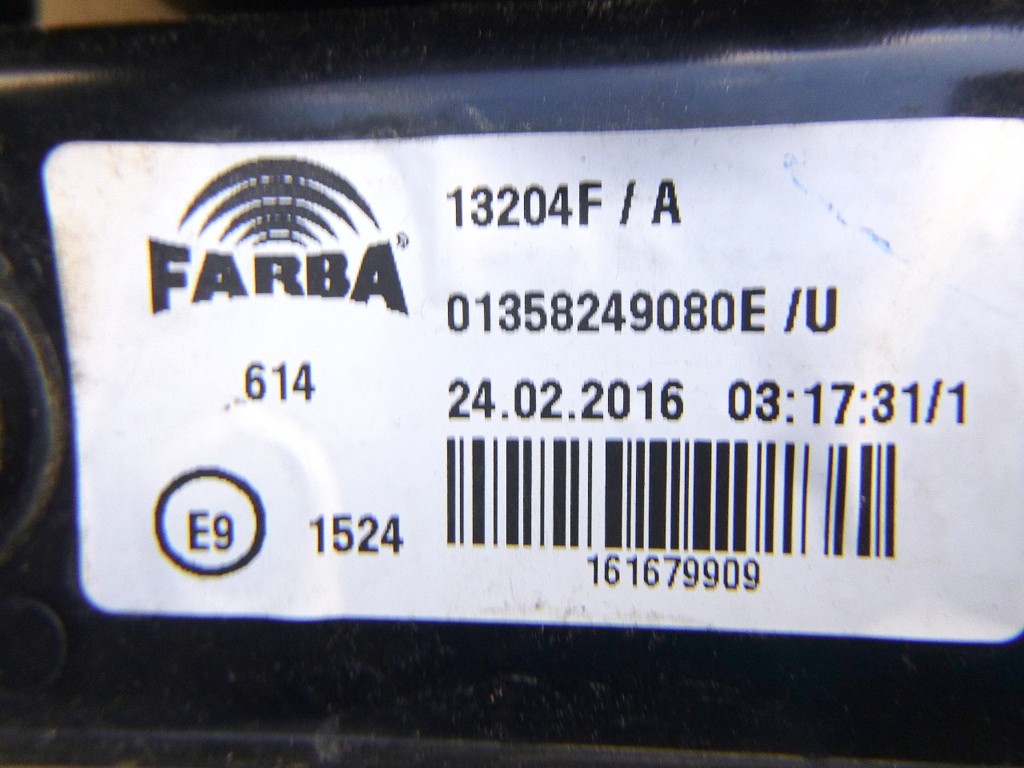 FARBA®
13204F / A
01358249080E /U
614
24.02.2016 03:17:31/1
E9 1524
161679909